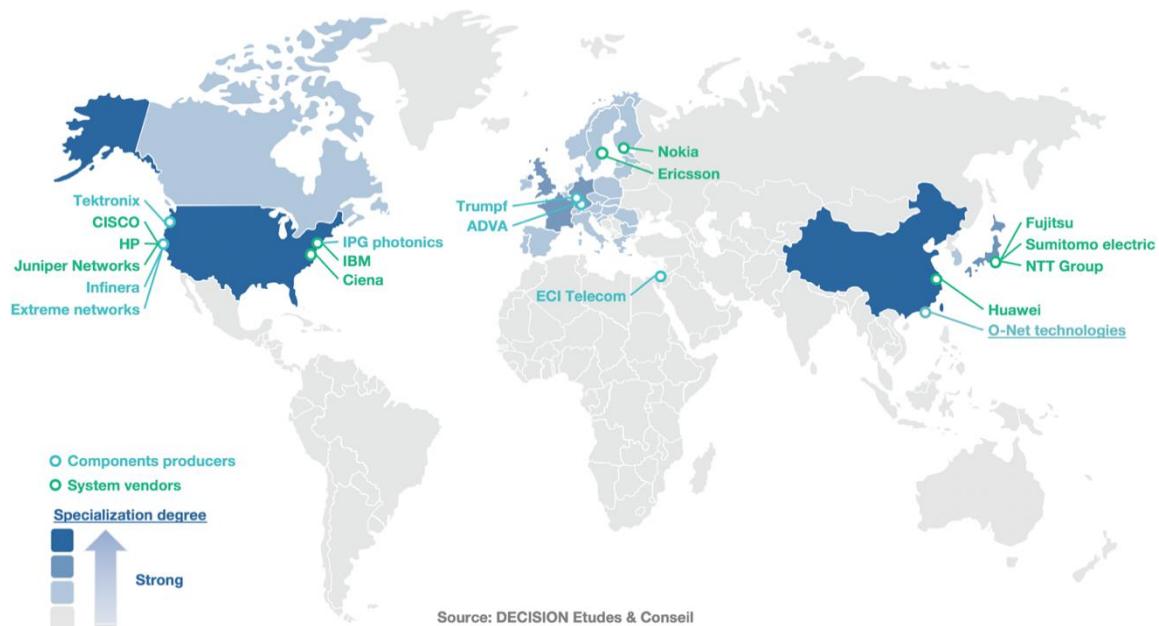 Nokia
Ericsson
Trumpf
ADVA
Tektronix
CISCO
HP
Juniper Networks
Infinera
Extreme networks
IPG photonics
IBM
Ciena
ECI Telecom
Fujitsu
Sumitomo electric
NTT Group
Huawei
O-Net technologies
Components producers
System vendors
Specialization degree
Strong
Source: DECISION Etudes & Conseil